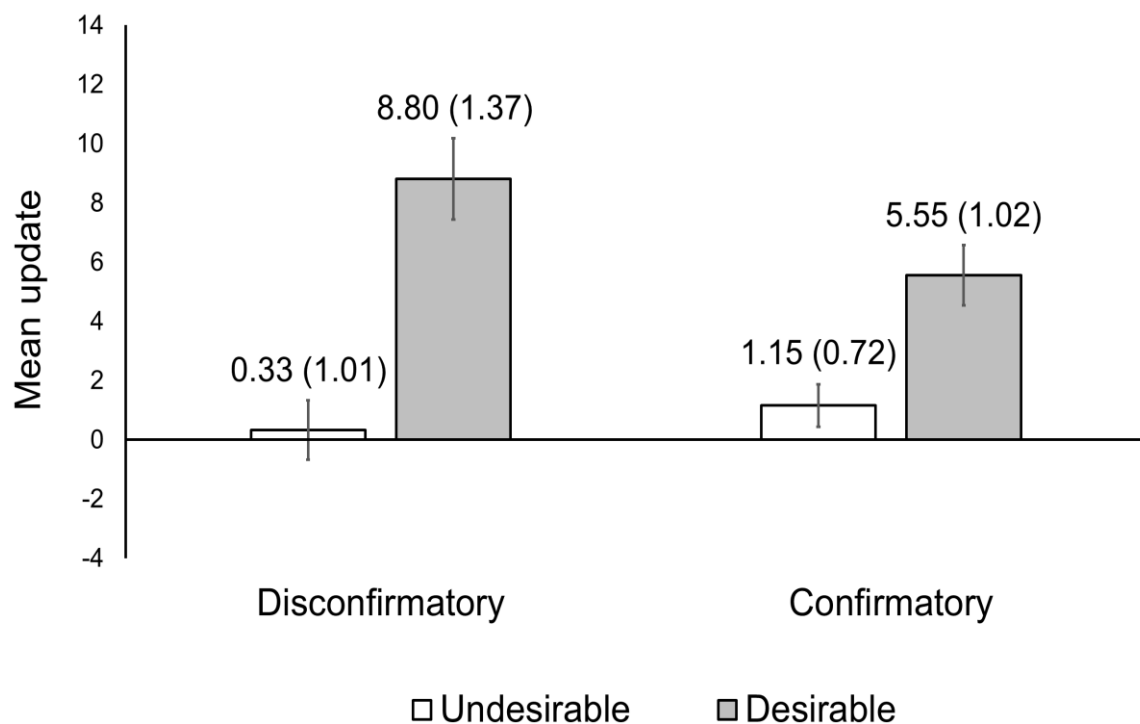 14
12
10
8
6
4
2
0
-2
-4
Mean update
0.33 (1.01)
8.80 (1.37)
1.15 (0.72)
5.55 (1.02)
Disconfirmatory
Confirmatory
Undesirable
Desirable